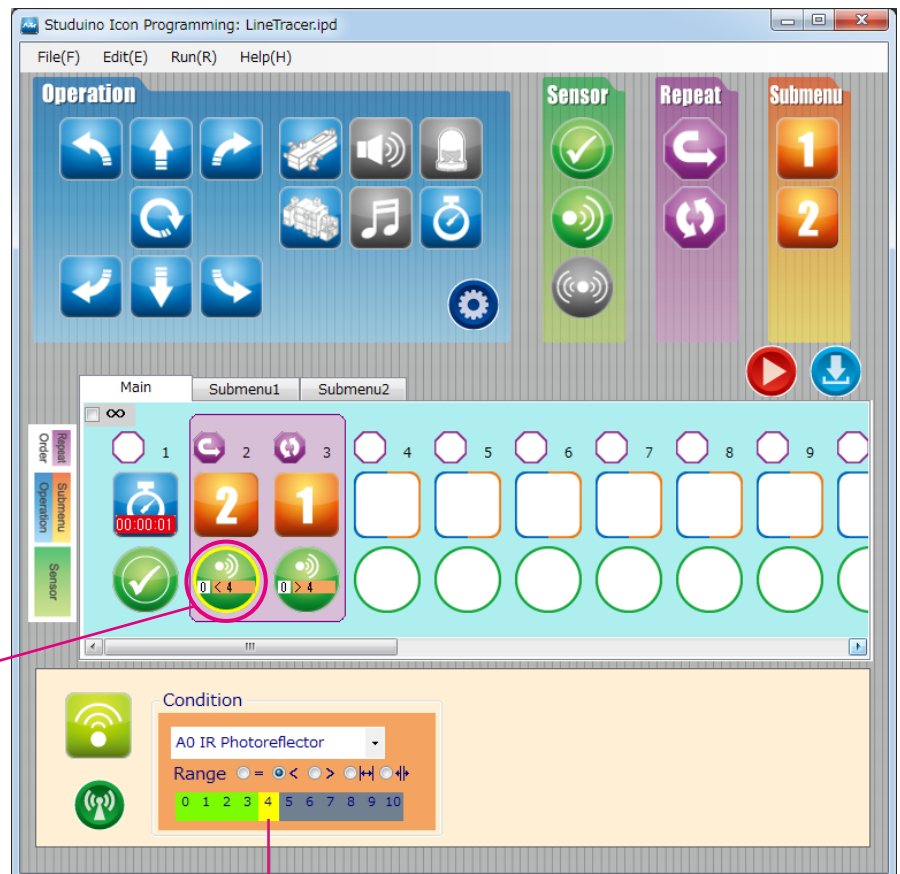 Studuino Icon Programming: LineTracer.ipd
File(F) Edit(E) Run(R) Help(H)
Operation
Sensor
Repeat
Submenu
1
2
Main Submenu1 Submenu2
∞
Repeat
Order
1 2 3 4 5 6 7 8 9
Submenu
Operation
00:00:01
2
1
Sensor
0 < 4
0 > 4
Condition
A0 IR Photoreflector
Range = < >
0 1 2 3 4 5 6 7 8 9 10